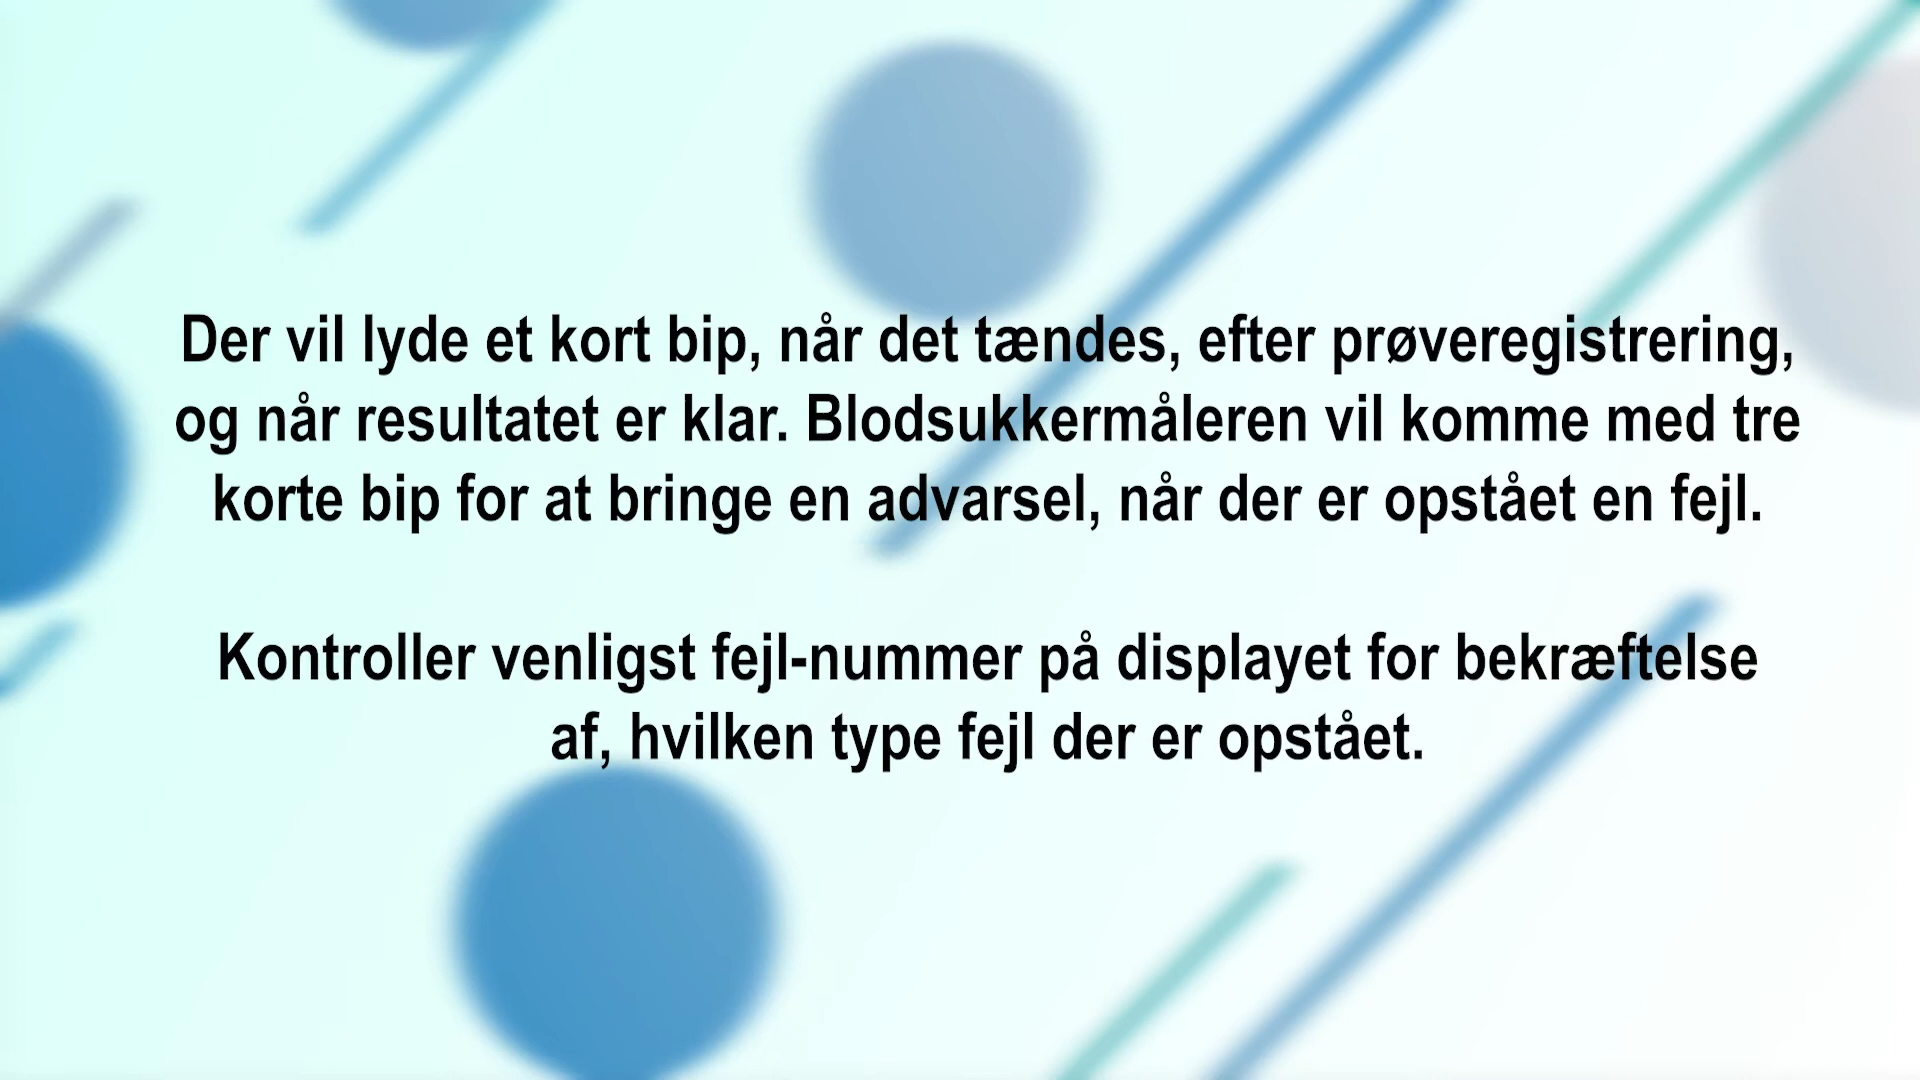 Der vil lyde et kort bip, når det tændes, efter prøveregistrering,
og når resultatet er klar. Blodsukkermåleren vil komme med tre
korte bip for at bringe en advarsel, når der er opstået en fejl.
Kontroller venligst fejl-nummer på displayet for bekræftelse
af, hvilken type fejl der er opstået.